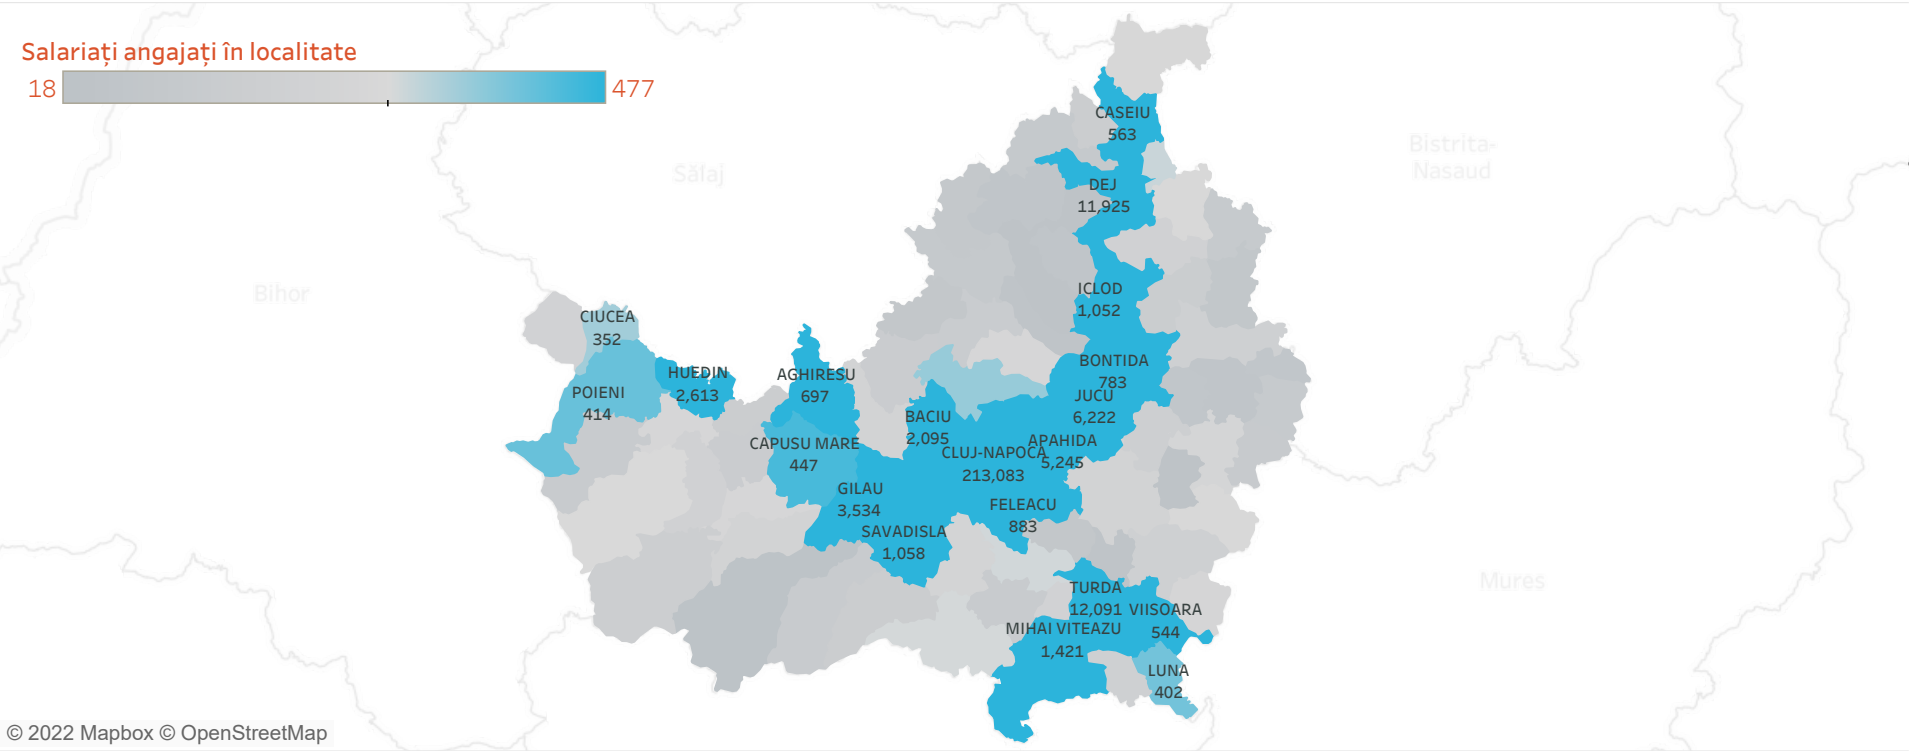 Salariați angajați în localitate
18
477
Sălaj
Bistrita-
Nasaud
Bihor
Mures
CASEIU
563
DEJ
11,925
ICLOD
1,052
CIUCEA
352
BONTIDA
783
HUEDIN
2,613
AGHIRESU
697
POIENI
414
JUCU
6,222
BACIU
2,095
CAPUSU MARE
447
CLUJ-NAPOCA
213,083
APAHIDA
5,245
GILAU
3,534
FELEACU
883
SAVADISLA
1,058
TURDA
12,091
VIISOARA
544
MIHAI VITEAZU
1,421
LUNA
402
© 2022 Mapbox © OpenStreetMap